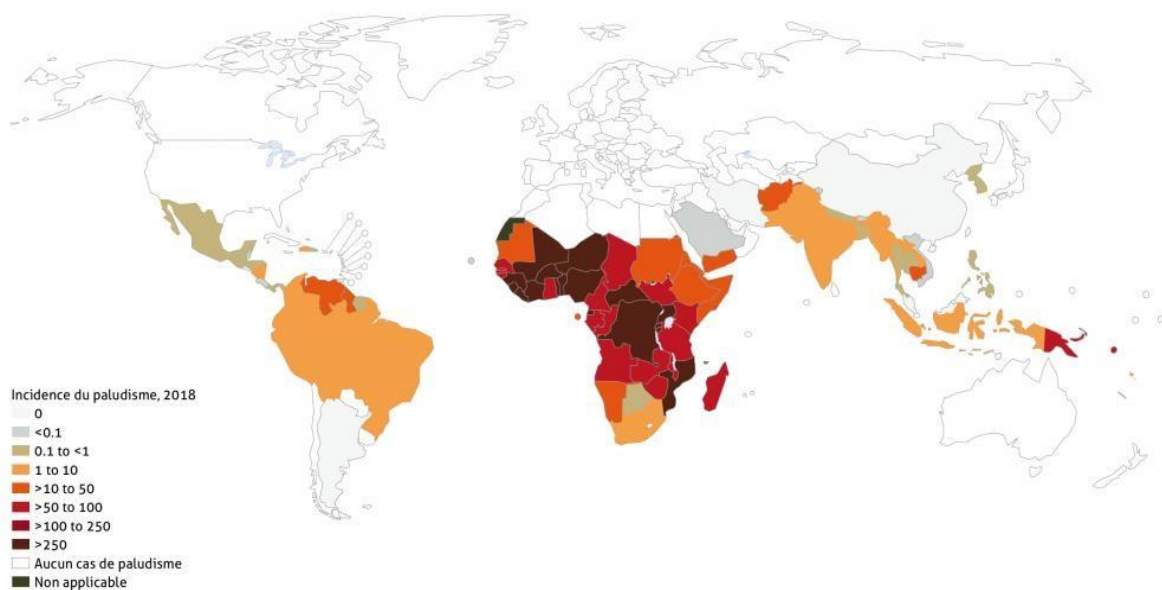 Incidence du paludisme, 2018
0
<0.1
0.1 to <1
1 to 10
>10 to 50
>50 to 100
>100 to 250
>250
Aucun cas de paludisme
Non applicable